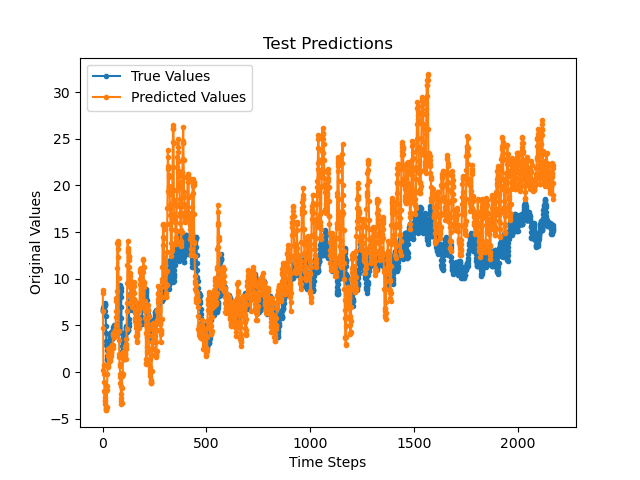 Test Predictions
True Values
Predicted Values
Original Values
30
25
20
15
10
5
0
−5
0 500 1000 1500 2000
Time Steps